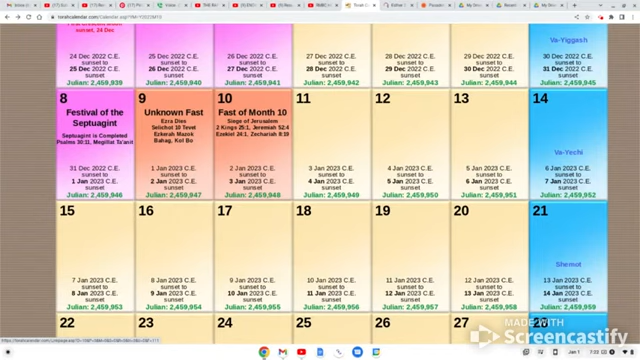 torahcalendar.com/Calendar.asp?YM=Y2022M10
sunset, 24 Dec
24 Dec 2022 C.E.
sunset to
25 Dec 2022 C.E.
sunset
Julian: 2,459,939
25 Dec 2022 C.E.
sunset to
26 Dec 2022 C.E.
sunset
Julian: 2,459,940
26 Dec 2022 C.E.
sunset to
27 Dec 2022 C.E.
sunset
Julian: 2,459,941
27 Dec 2022 C.E.
sunset to
28 Dec 2022 C.E.
sunset
Julian: 2,459,942
28 Dec 2022 C.E.
sunset to
29 Dec 2022 C.E.
sunset
Julian: 2,459,943
29 Dec 2022 C.E.
sunset to
30 Dec 2022 C.E.
sunset
Julian: 2,459,944
Va-Yiggash
30 Dec 2022 C.E.
sunset to
31 Dec 2022 C.E.
sunset
Julian: 2,459,945
8
Festival of the
Septuagint
Septuagint is Completed
Psalms 30:11, Megillat Ta'anit
31 Dec 2022 C.E.
sunset to
1 Jan 2023 C.E.
sunset
Julian: 2,459,946
9
Unknown Fast
Ezra Dies
Selichot 10 Tevet
Ezkerah Mazok
Bahag, Kol Bo
1 Jan 2023 C.E.
sunset to
2 Jan 2023 C.E.
sunset
Julian: 2,459,947
10
Fast of Month 10
Siege of Jerusalem
2 Kings 25:1, Jeremiah 52:4
Ezekiel 24:1, Zechariah 8:19
2 Jan 2023 C.E.
sunset to
3 Jan 2023 C.E.
sunset
Julian: 2,459,948
11
3 Jan 2023 C.E.
sunset to
4 Jan 2023 C.E.
sunset
Julian: 2,459,949
12
4 Jan 2023 C.E.
sunset to
5 Jan 2023 C.E.
sunset
Julian: 2,459,950
13
5 Jan 2023 C.E.
sunset to
6 Jan 2023 C.E.
sunset
Julian: 2,459,951
14
Va-Yechi
6 Jan 2023 C.E.
sunset to
7 Jan 2023 C.E.
sunset
Julian: 2,459,952
15
7 Jan 2023 C.E.
sunset to
8 Jan 2023 C.E.
sunset
Julian: 2,459,953
16
8 Jan 2023 C.E.
sunset to
9 Jan 2023 C.E.
sunset
Julian: 2,459,954
17
9 Jan 2023 C.E.
sunset to
10 Jan 2023 C.E.
sunset
Julian: 2,459,955
18
10 Jan 2023 C.E.
sunset to
11 Jan 2023 C.E.
sunset
Julian: 2,459,956
19
11 Jan 2023 C.E.
sunset to
12 Jan 2023 C.E.
sunset
Julian: 2,459,957
20
12 Jan 2023 C.E.
sunset to
13 Jan 2023 C.E.
sunset
Julian: 2,459,958
21
Shemot
13 Jan 2023 C.E.
sunset to
14 Jan 2023 C.E.
sunset
Julian: 2,459,959
22
23
24
25
26
27
28
MADE WITH
Screencastify
Jan 1